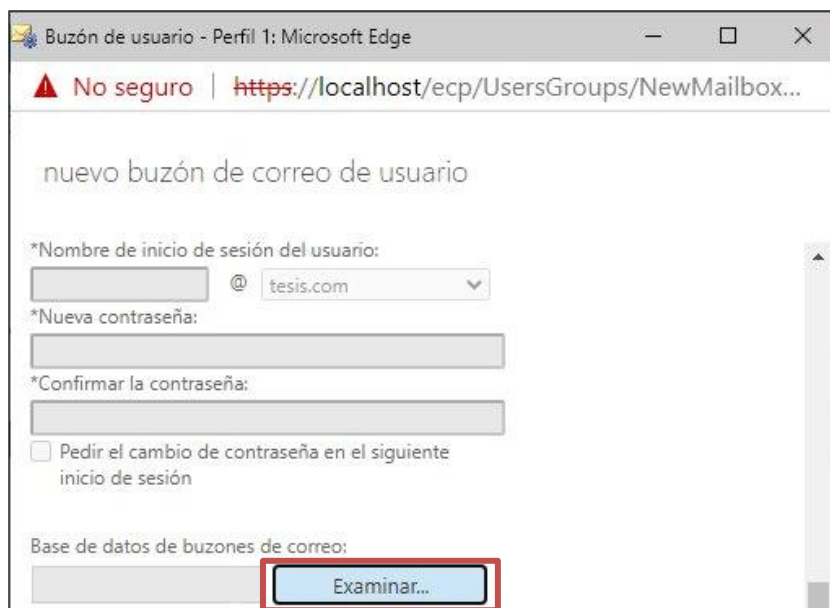 Buzón de usuario - Perfil 1: Microsoft Edge
No seguro | https://localhost/ecp/UsersGroups/NewMailbox...
nuevo buzón de correo de usuario
*Nombre de inicio de sesión del usuario:
@ tesis.com
*Nueva contraseña:
*Confirmar la contraseña:
Pedir el cambio de contraseña en el siguiente
inicio de sesión
Base de datos de buzones de correo:
Examinar...